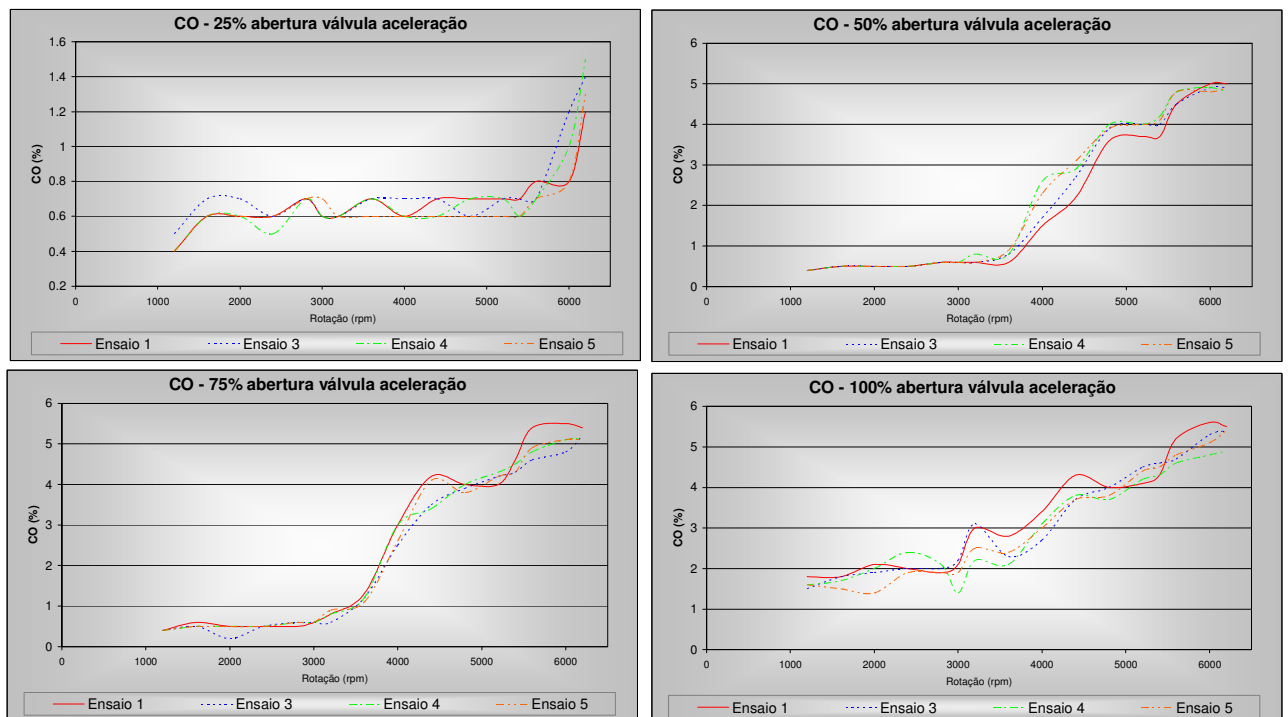 CO - 25% abertura válvula aceleração
1.6
1.4
1.2
1
0.8
0.6
0.4
0.2
CO (%)
0 1000 2000 3000 4000 5000 6000
Rotação (rpm)
Ensaio 1 Ensaio 3 Ensaio 4 Ensaio 5
CO - 50% abertura válvula aceleração
6
5
4
3
2
1
0
CO (%)
0 1000 2000 3000 4000 5000 6000
Rotação (rpm)
Ensaio 1 Ensaio 3 Ensaio 4 Ensaio 5
CO - 75% abertura válvula aceleração
6
5
4
3
2
1
0
CO (%)
0 1000 2000 3000 4000 5000 6000
Rotação (rpm)
Ensaio 1 Ensaio 3 Ensaio 4 Ensaio 5
CO - 100% abertura válvula aceleração
6
5
4
3
2
1
0
CO (%)
0 1000 2000 3000 4000 5000 6000
Rotação (rpm)
Ensaio 1 Ensaio 3 Ensaio 4 Ensaio 5